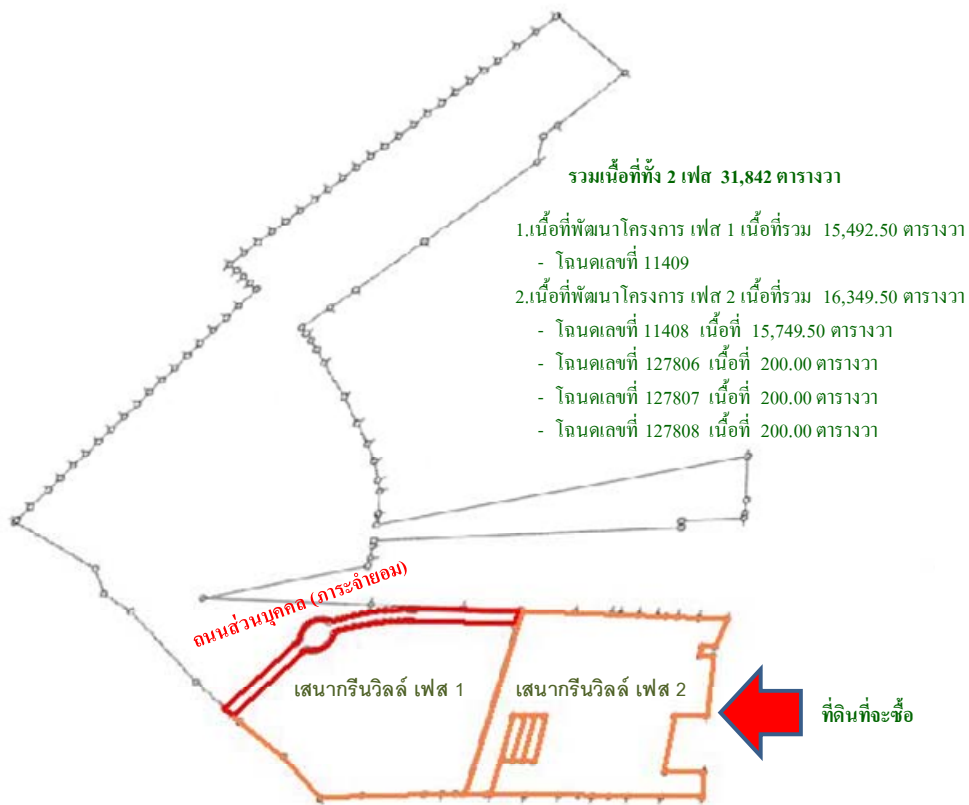 รวมเนื้อที่ทั้ง 2 เฟส 31,842 ตารางวา
1.เนื้อที่พัฒนาโครงการ เฟส 1 เนื้อที่รวม 15,492.50 ตารางวา
- โฉนดเลขที่ 11409
2.เนื้อที่พัฒนาโครงการ เฟส 2 เนื้อที่รวม 16,349.50 ตารางวา
- โฉนดเลขที่ 11408 เนื้อที่ 15,749.50 ตารางวา
- โฉนดเลขที่ 127806 เนื้อที่ 200.00 ตารางวา
- โฉนดเลขที่ 127807 เนื้อที่ 200.00 ตารางวา
- โฉนดเลขที่ 127808 เนื้อที่ 200.00 ตารางวา
ถนนส่วนบุคคล (ภาระจำยอม)
เสนากรีนวิลล์ เฟส 1
เสนากรีนวิลล์ เฟส 2
ที่ดินที่จะซื้อ